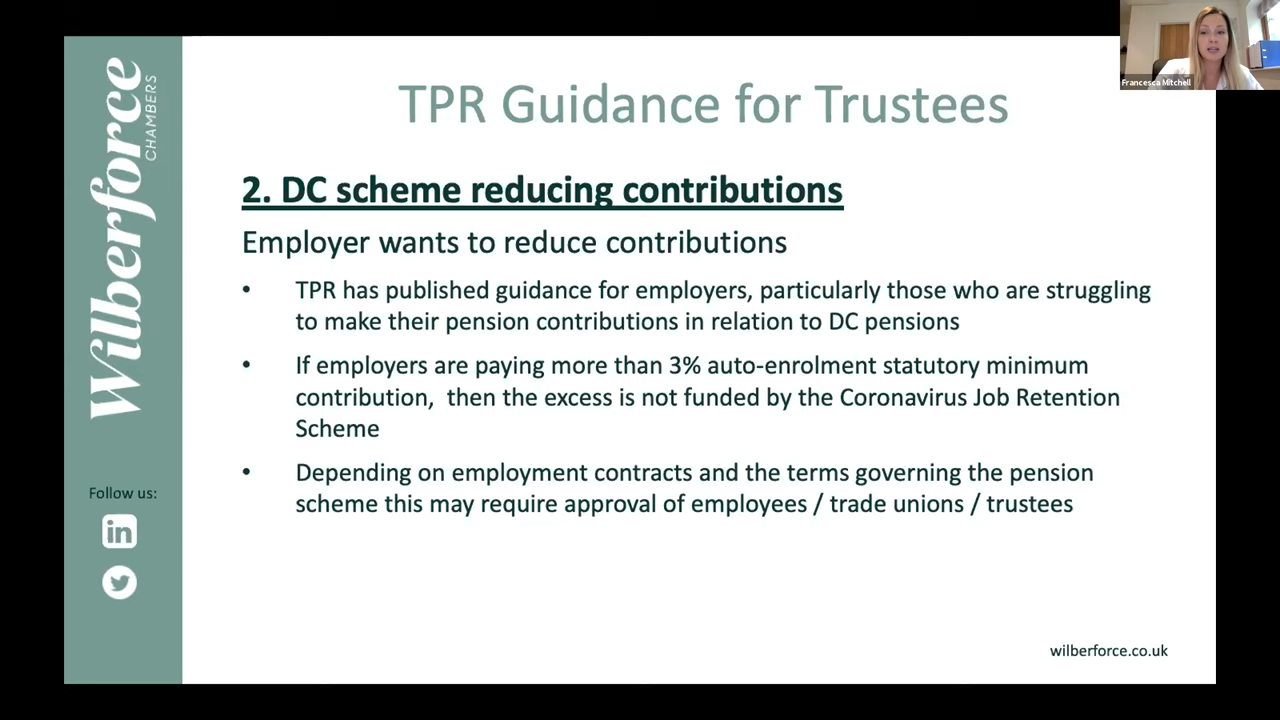 Wilberforce
CHAMBERS
Follow us:
in
TPR Guidance for Trustees
2. DC scheme reducing contributions
Employer wants to reduce contributions
• TPR has published guidance for employers, particularly those who are struggling
to make their pension contributions in relation to DC pensions
• If employers are paying more than 3% auto-enrolment statutory minimum
contribution, then the excess is not funded by the Coronavirus Job Retention
Scheme
• Depending on employment contracts and the terms governing the pension
scheme this may require approval of employees / trade unions / trustees
wilberforce.co.uk
Francesca Mitchell